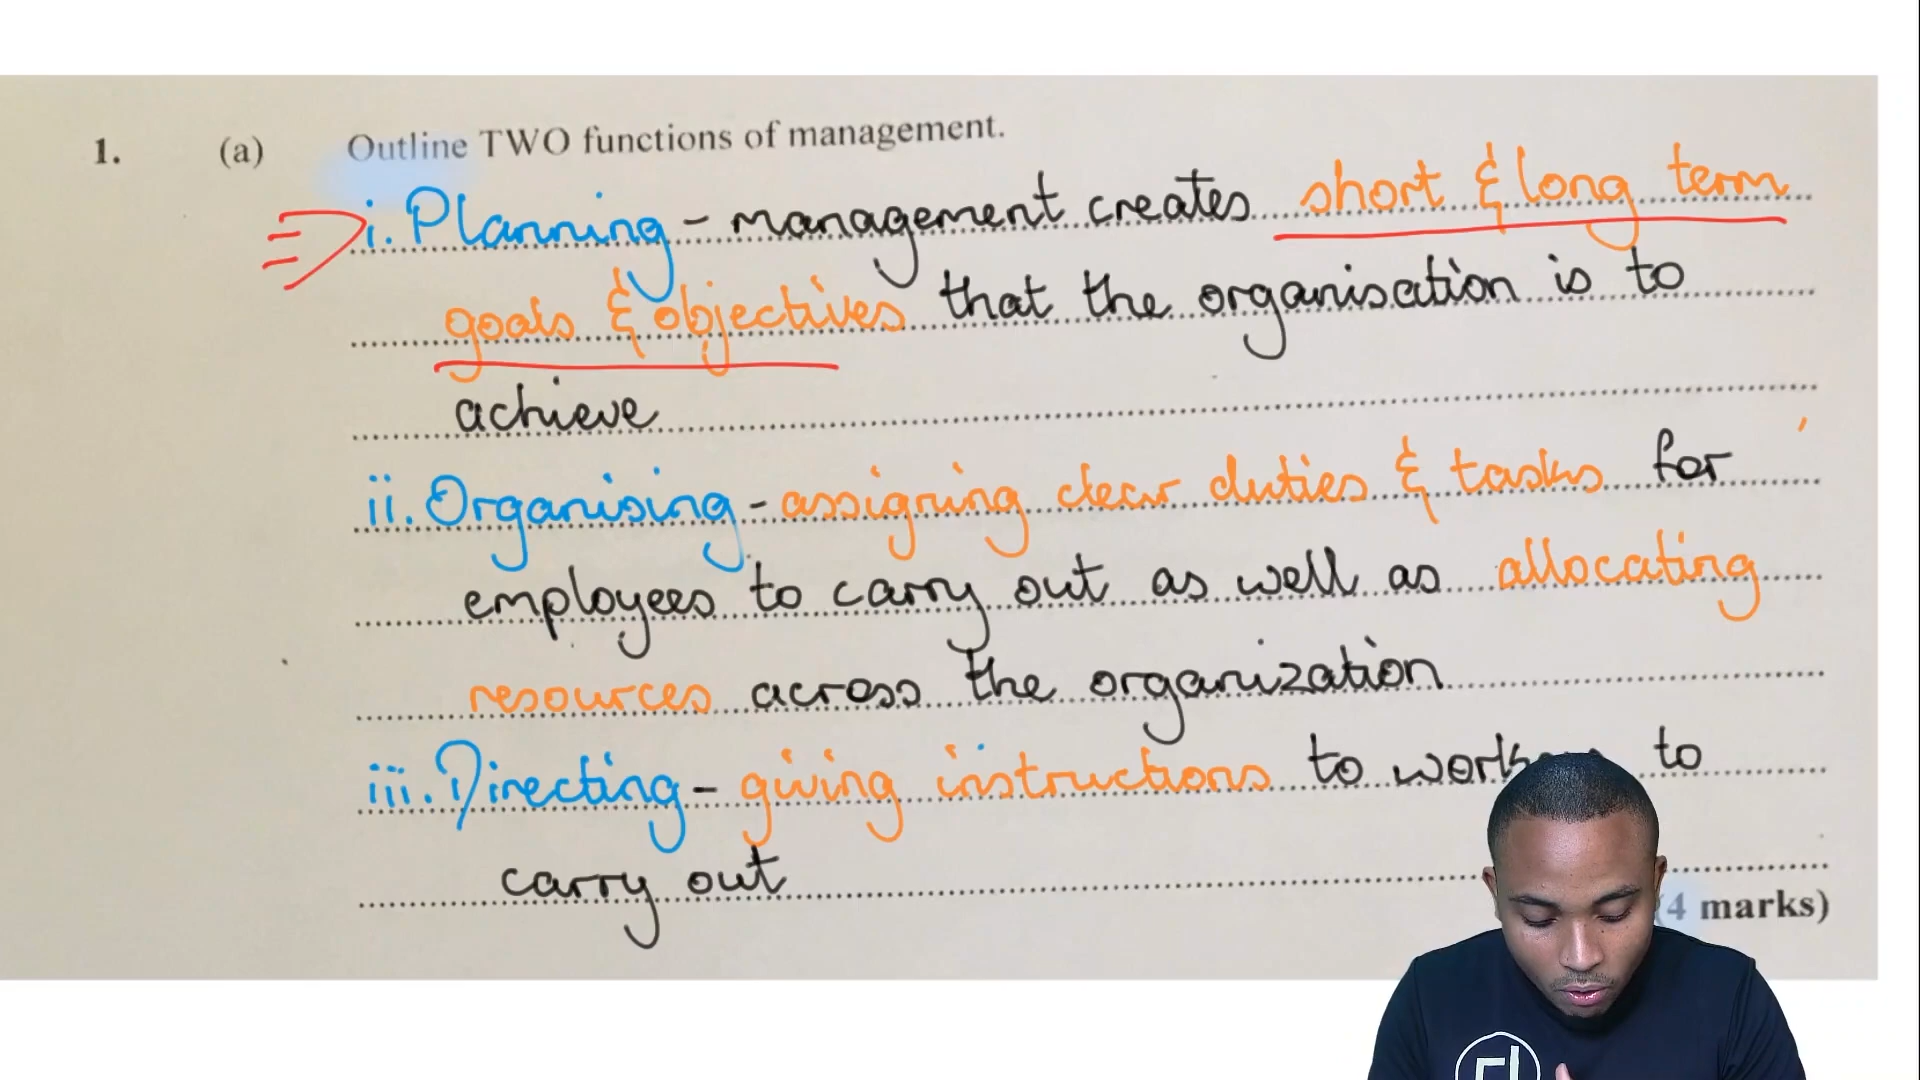 1. (a) Outline TWO functions of management.
i. Planning - management creates short & long term
goals & objectives that the organisation is to
achieve
ii. Organising - assigning clear duties & tasks for
employees to carry out as well as allocating
resources across the organization
iii. Directing - giving instructions to to
carry out
(4 marks)